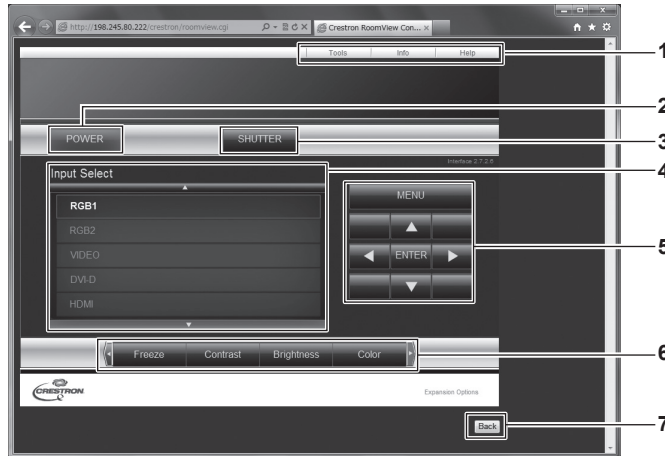 http://198.245.80.222/crestron/roomview.cgi
Crestron RoomView Con...
Tools Info Help
1
2
POWER
SHUTTER
3
Interface 2.7.2.6
4
Input Select
RGB1
RGB2
VIDEO
DVI-D
HDMI
MENU
ENTER
5
Freeze Contrast Brightness Color
6
CRESTRON
Expansion Options
Back
7